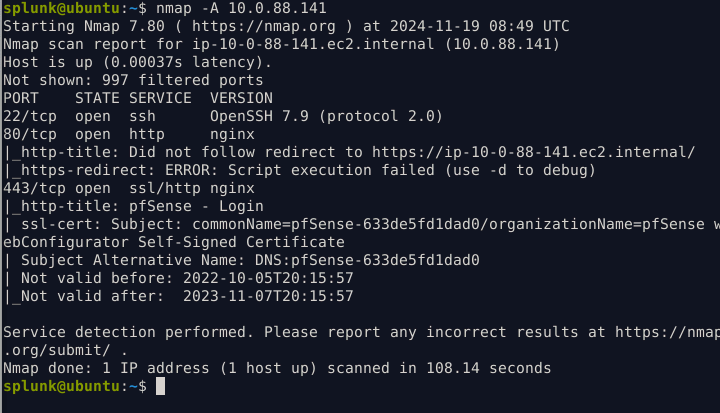 splunk@ubuntu:~$ nmap -A 10.0.88.141
Starting Nmap 7.80 ( https://nmap.org ) at 2024-11-19 08:49 UTC
Nmap scan report for ip-10-0-88-141.ec2.internal (10.0.88.141)
Host is up (0.00037s latency).
Not shown: 997 filtered ports
PORT    STATE SERVICE  VERSION
22/tcp  open  ssh      OpenSSH 7.9 (protocol 2.0)
80/tcp  open  http     nginx
|_http-title: Did not follow redirect to https://ip-10-0-88-141.ec2.internal/
|_https-redirect: ERROR: Script execution failed (use -d to debug)
443/tcp open  ssl/http nginx
|_http-title: pfSense - Login
| ssl-cert: Subject: commonName=pfSense-633de5fd1dad0/organizationName=pfSense w
ebConfigurator Self-Signed Certificate
| Subject Alternative Name: DNS:pfSense-633de5fd1dad0
| Not valid before: 2022-10-05T20:15:57
|_Not valid after:  2023-11-07T20:15:57

Service detection performed. Please report any incorrect results at https://nmap
.org/submit/ .
Nmap done: 1 IP address (1 host up) scanned in 108.14 seconds
splunk@ubuntu:~$